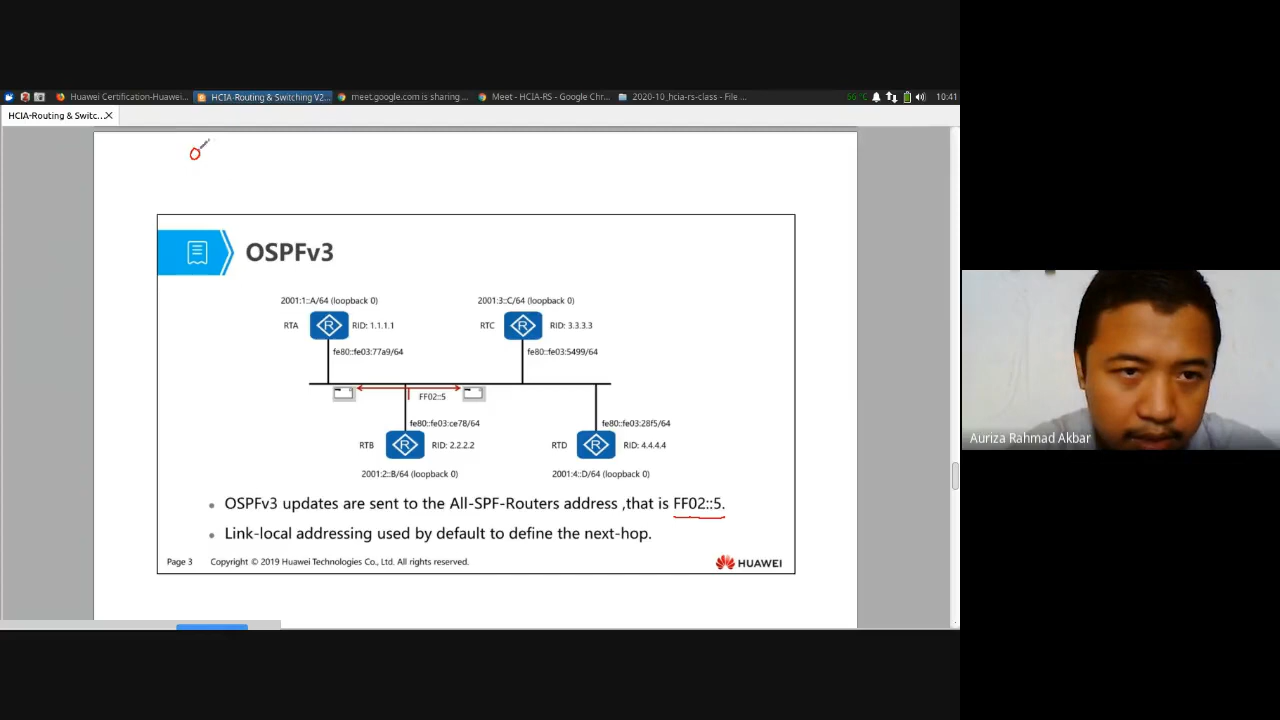 Huawei Certification-Huawei... HCIA-Routing & Switching V2... meet.google.com is sharing ... Meet - HCIA-RS - Google Chr... 2020-10_hcia-rs-class - File ... 56°C 10:41
HCIA-Routing & Switc...
OSPFv3
2001:1::A/64 (loopback 0) 2001:3::C/64 (loopback 0)
RTA R RID: 1.1.1.1 RTC R RID: 3.3.3.3
fe80::fe03:77a9/64 fe80::fe03:5499/64
FF02::5
fe80::fe03:ce78/64 fe80::fe03:28f5/64
RTB R RID: 2.2.2.2 RTD R RID: 4.4.4.4
2001:2::B/64 (loopback 0) 2001:4::D/64 (loopback 0)
• OSPFv3 updates are sent to the All-SPF-Routers address ,that is FF02::5.
• Link-local addressing used by default to define the next-hop.
Page 3 Copyright © 2019 Huawei Technologies Co., Ltd. All rights reserved. HUAWEI
Auriza Rahmad Akbar